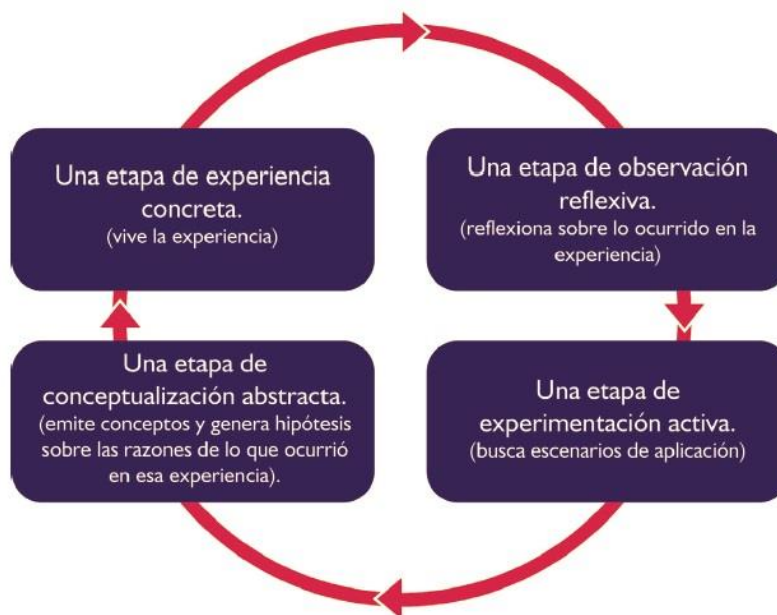 Una etapa de experiencia
concreta.
(vive la experiencia)
Una etapa de observación
reflexiva.
(reflexiona sobre lo ocurrido en la
experiencia)
Una etapa de
conceptualización abstracta.
(emite conceptos y genera hipótesis
sobre las razones de lo que ocurrió
en esa experiencia).
Una etapa de
experimentación activa.
(busca escenarios de aplicación)